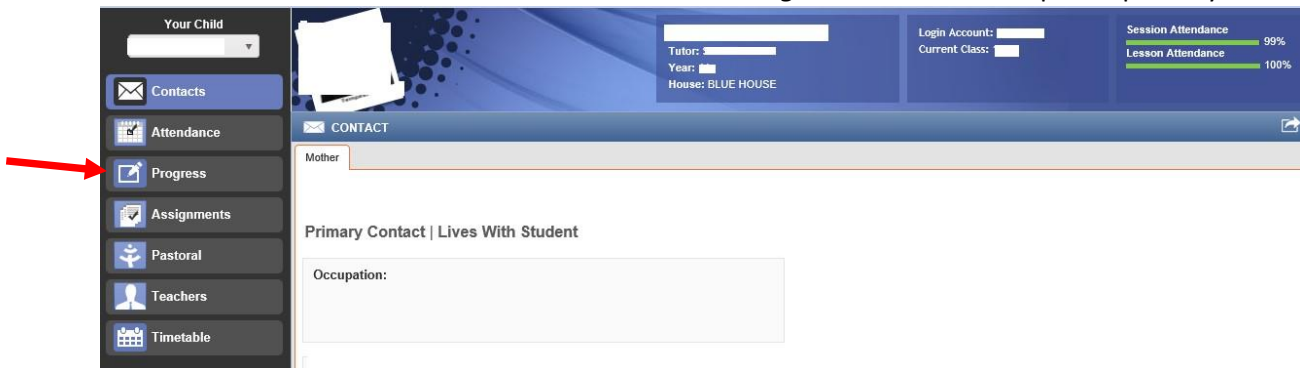 Your Child
Contacts
Attendance
Progress
Assignments
Pastoral
Teachers
Timetable
Tutor:
Year:
House: BLUE HOUSE
Login Account:
Current Class:
Session Attendance
99%
Lesson Attendance
100%
CONTACT
Mother
Primary Contact | Lives With Student
Occupation: